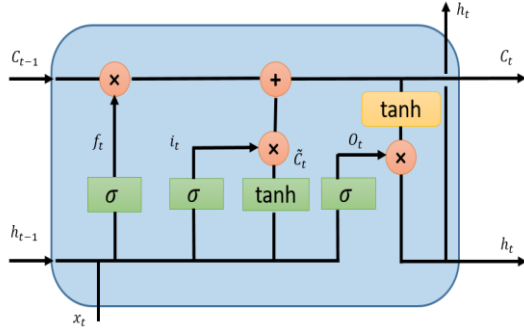 h_t
C_{t-1}
×
+
C_t
tanh
f_t
i_t
×
C̃_t
O_t
×
σ
σ
tanh
σ
h_{t-1}
h_t
x_t